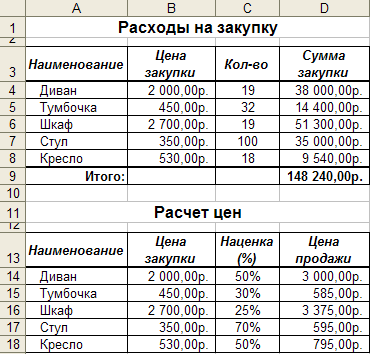 A B C D
1 Расходы на закупку
2
3 Наименование Цена закупки Кол-во Сумма закупки
4 Диван 2 000,00р. 19 38 000,00р.
5 Тумбочка 450,00р. 32 14 400,00р.
6 Шкаф 2 700,00р. 19 51 300,00р.
7 Стул 350,00р. 100 35 000,00р.
8 Кресло 530,00р. 18 9 540,00р.
9 Итого: 148 240,00р.
10
11 Расчет цен
12
13 Наименование Цена закупки Наценка (%) Цена продажи
14 Диван 2 000,00р. 50% 3 000,00р.
15 Тумбочка 450,00р. 30% 585,00р.
16 Шкаф 2 700,00р. 25% 3 375,00р.
17 Стул 350,00р. 70% 595,00р.
18 Кресло 530,00р. 50% 795,00р.